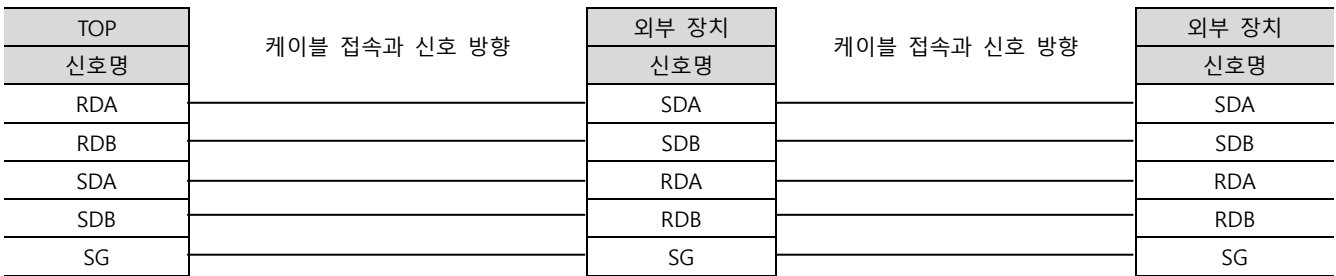 TOP 케이블 접속과 신호 방향 외부 장치 케이블 접속과 신호 방향 외부 장치
신호명 신호명 신호명
RDA SDA SDA
RDB SDB SDB
SDA RDA RDA
SDB RDB RDB
SG SG SG